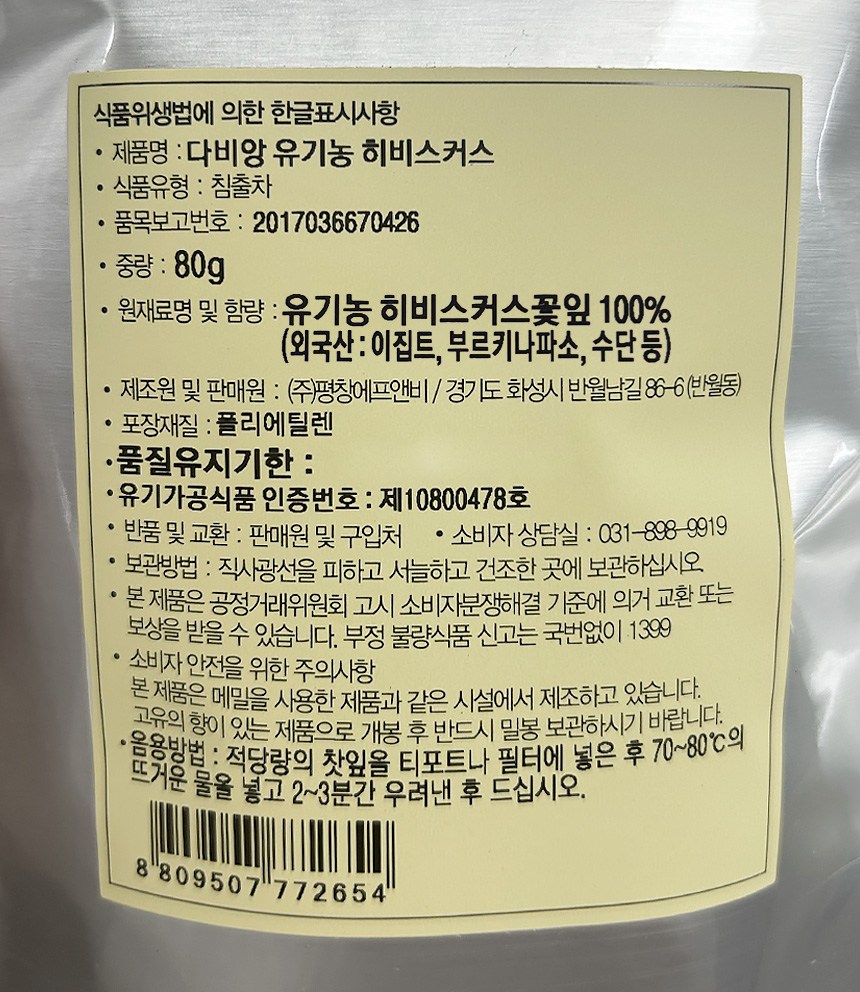 식품위생법에 의한 한글표시사항
• 제품명 : 다비앙 유기농 히비스커스
• 식품유형 : 침출차
• 품목보고번호 : 2017036670426
• 중량 : 80g
• 원재료명 및 함량 : 유기농 히비스커스꽃잎 100%
(외국산 : 이집트, 부르키나파소, 수단 등)
• 제조원 및 판매원 : (주)평창에프앤비 / 경기도 화성시 반월남길 86-6 (반월동)
• 포장재질 : 폴리에틸렌
• 품질유지기한 :
• 유기가공식품 인증번호 : 제10800478호
• 반품 및 교환 : 판매원 및 구입처 • 소비자 상담실 : 031-898-9919
• 보관방법 : 직사광선을 피하고 서늘하고 건조한 곳에 보관하십시오.
• 본 제품은 공정거래위원회 고시 소비자분쟁해결 기준에 의거 교환 또는
보상을 받을 수 있습니다. 부정 불량식품 신고는 국번없이 1399
• 소비자 안전을 위한 주의사항
본 제품은 메밀을 사용한 제품과 같은 시설에서 제조하고 있습니다.
고유의 향이 있는 제품으로 개봉 후 반드시 밀봉 보관하시기 바랍니다.
• 음용방법 : 적당량의 찻잎을 티포트나 필터에 넣은 후 70~80℃의
뜨거운 물을 넣고 2~3분간 우려낸 후 드십시오.
8 809507 772654